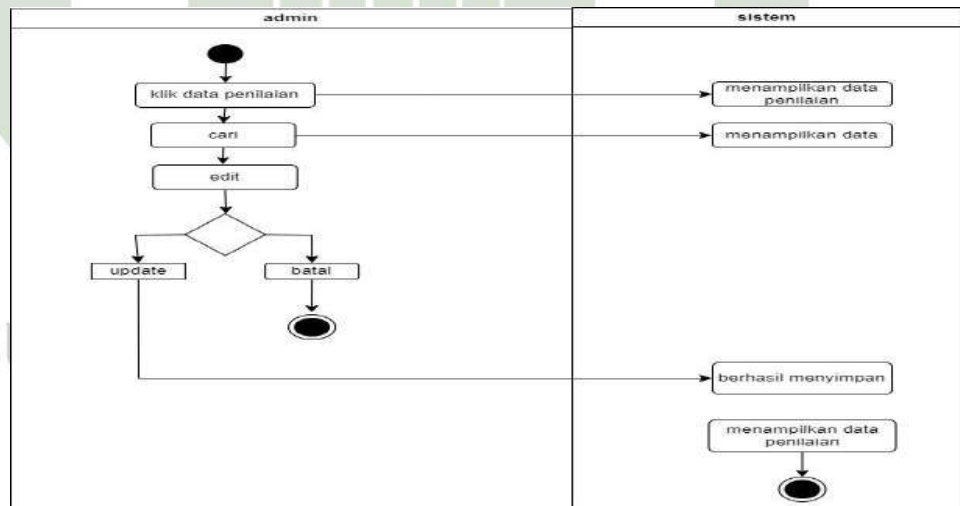 admin
sistem
klik data penilaian
menampilkan data
penilaian
cari
menampilkan data
edit
update
batal
berhasil menyimpan
menampilkan data
penilaian